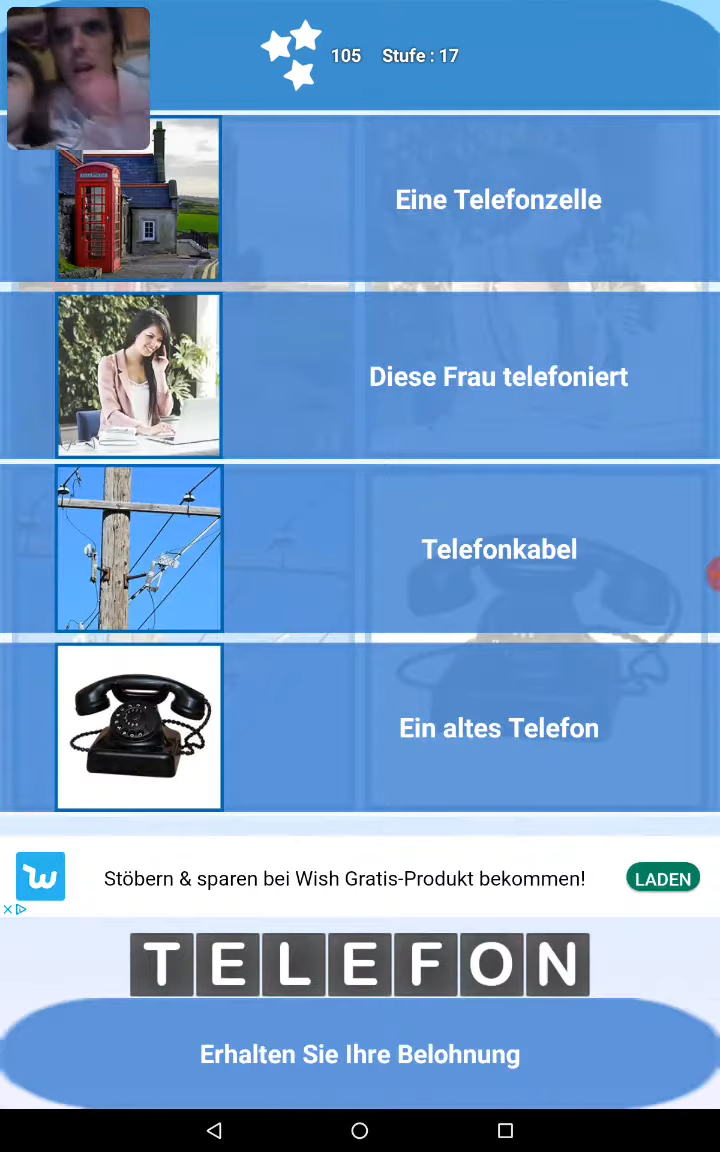 105 Stufe : 17
Eine Telefonzelle
Diese Frau telefoniert
Telefonkabel
Ein altes Telefon
Stöbern & sparen bei Wish Gratis-Produkt bekommen!
LADEN
TELEFON
Erhalten Sie Ihre Belohnung